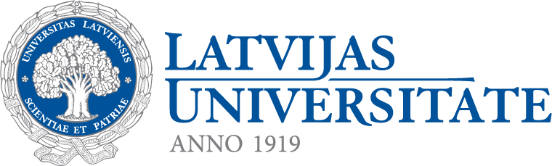 UNIVERSITAS LATVIENSIS
SCIENTIAE ET PATRIAE
LATVIJAS
UNIVERSITATE
ANNO 1919